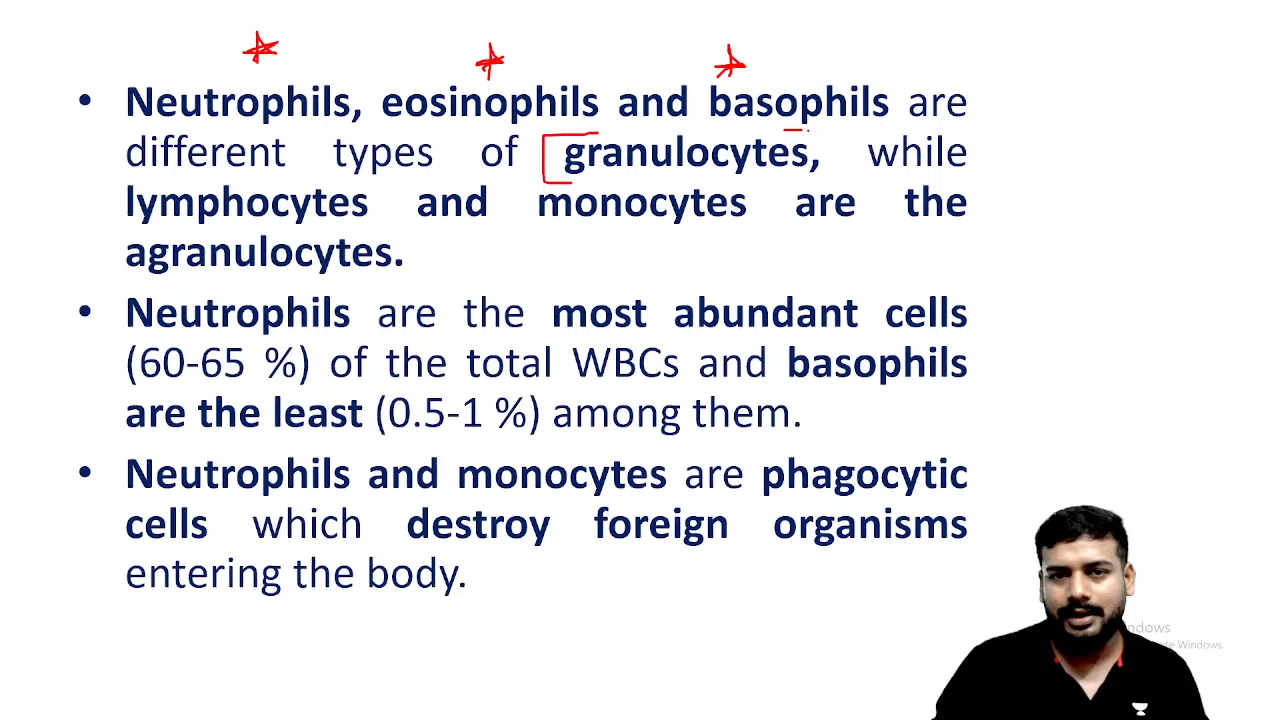 • Neutrophils, eosinophils and basophils are
different types of granulocytes, while
lymphocytes and monocytes are the
agranulocytes.
• Neutrophils are the most abundant cells
(60-65 %) of the total WBCs and basophils
are the least (0.5-1 %) among them.
• Neutrophils and monocytes are phagocytic
cells which destroy foreign organisms
entering the body.
Windows.